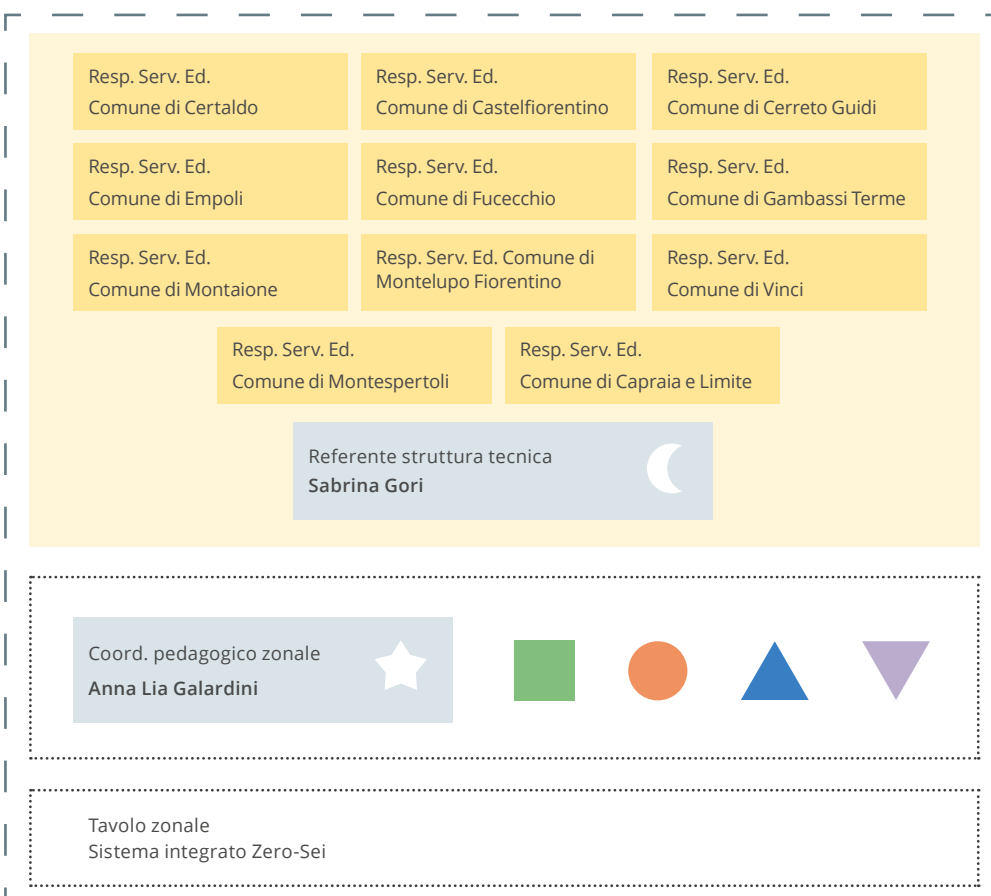 Resp. Serv. Ed.
Comune di Certaldo
Resp. Serv. Ed.
Comune di Castelfiorentino
Resp. Serv. Ed.
Comune di Cerreto Guidi
Resp. Serv. Ed.
Comune di Empoli
Resp. Serv. Ed.
Comune di Fucecchio
Resp. Serv. Ed.
Comune di Gambassi Terme
Resp. Serv. Ed.
Comune di Montaione
Resp. Serv. Ed. Comune di
Montelupo Fiorentino
Resp. Serv. Ed.
Comune di Vinci
Resp. Serv. Ed.
Comune di Montespertoli
Resp. Serv. Ed.
Comune di Capraia e Limite
Referente struttura tecnica
Sabrina Gori
Coord. pedagogico zonale
Anna Lia Galardini
Tavolo zonale
Sistema integrato Zero-Sei